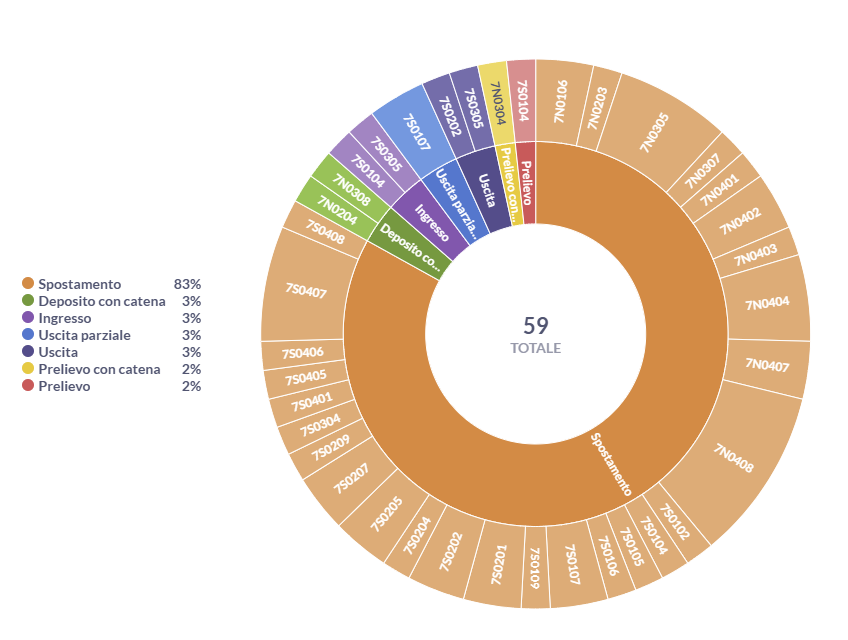 Spostamento 83%
Deposito con catena 3%
Ingresso 3%
Uscita parziale 3%
Uscita 3%
Prelievo con catena 2%
Prelievo 2%
59
TOTALE
Spostamento
Deposito co...
Ingresso
Uscita parzia...
Uscita
Prelievo con...
Prelievo
7N0106
7N0203
7N0305
7N0307
7N0401
7N0402
7N0403
7N0404
7N0407
7N0408
7S0102
7S0104
7S0105
7S0106
7S0107
7S0109
7S0201
7S0202
7S0204
7S0205
7S0207
7S0209
7S0304
7S0401
7S0405
7S0406
7S0407
7S0408
7N0204
7N0308
7S0104
7S0305
7S0107
7S0202
7S0305
7N0304
7S0104